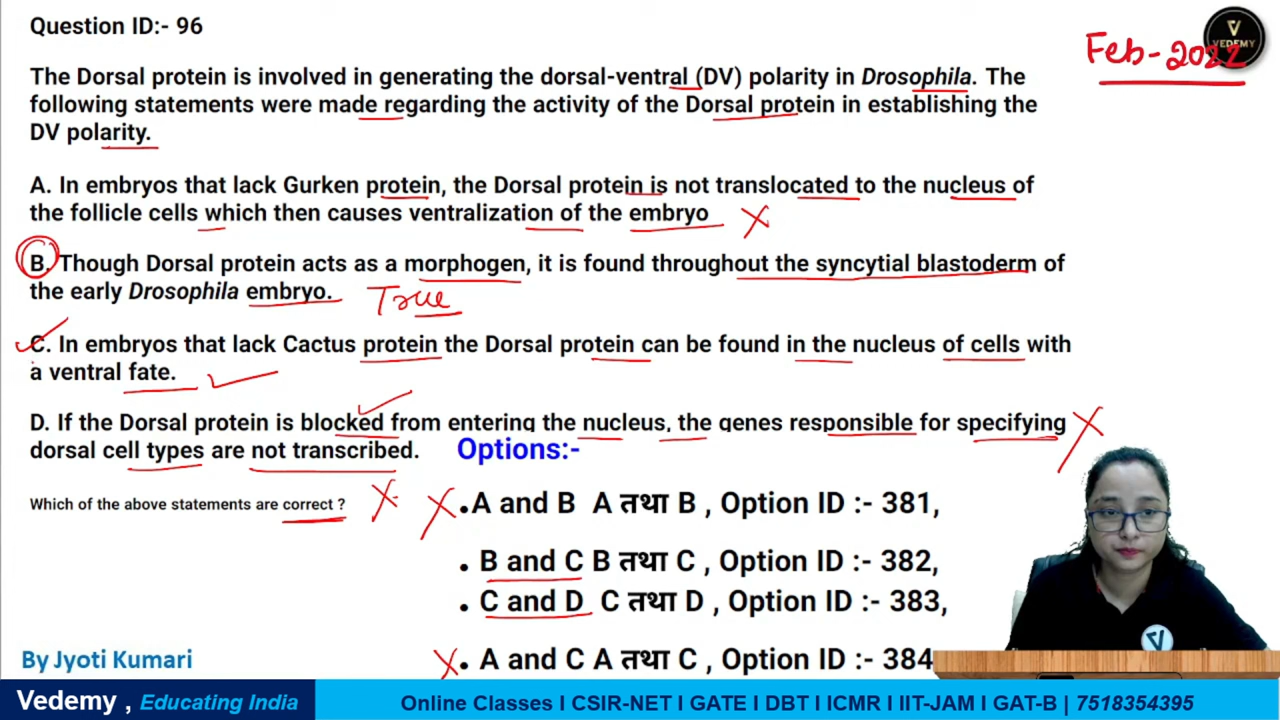 Question ID:- 96
VEDEMY
Feb-2022
The Dorsal protein is involved in generating the dorsal-ventral (DV) polarity in Drosophila. The
following statements were made regarding the activity of the Dorsal protein in establishing the
DV polarity.
A. In embryos that lack Gurken protein, the Dorsal protein is not translocated to the nucleus of
the follicle cells which then causes ventralization of the embryo
B. Though Dorsal protein acts as a morphogen, it is found throughout the syncytial blastoderm of
the early Drosophila embryo. True
C. In embryos that lack Cactus protein the Dorsal protein can be found in the nucleus of cells with
a ventral fate.
D. If the Dorsal protein is blocked from entering the nucleus, the genes responsible for specifying
dorsal cell types are not transcribed.
Options:-
Which of the above statements are correct ?
•A and B A तथा B , Option ID :- 381,
• B and C B तथा C , Option ID :- 382,
• C and D C तथा D , Option ID :- 383,
• A and C A तथा C , Option ID :- 384
By Jyoti Kumari
Vedemy , Educating India
Online Classes I CSIR-NET I GATE I DBT I ICMR I IIT-JAM I GAT-B I 7518354395